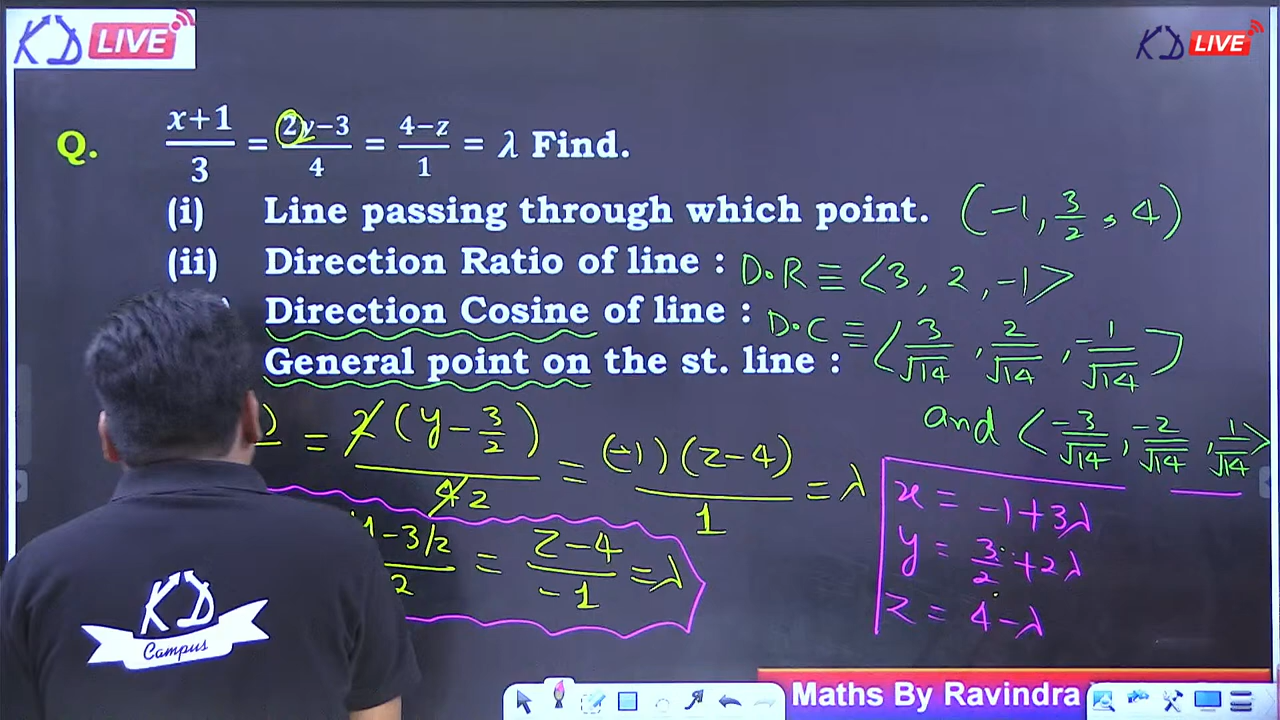 KD LIVE
KD LIVE
Q. x+1/3 = 2y−3/4 = 4−z/1 = λ Find.
(i) Line passing through which point. (−1, 3/2, 4)
(ii) Direction Ratio of line : D.R ≡ <3, 2, −1>
Direction Cosine of line : D.C ≡ (3/√14, 2/√14, −1/√14)
General point on the st. line :
and <−3/√14, −2/√14, 1/√14>
= 2(y − 3/2)/4 2 = (−1)(z−4)/1 = λ
y−3/2/2 = z−4/−1 = λ
x = −1+3λ
y = 3/2+2λ
z = 4−λ
KD
Campus
Maths By Ravindra